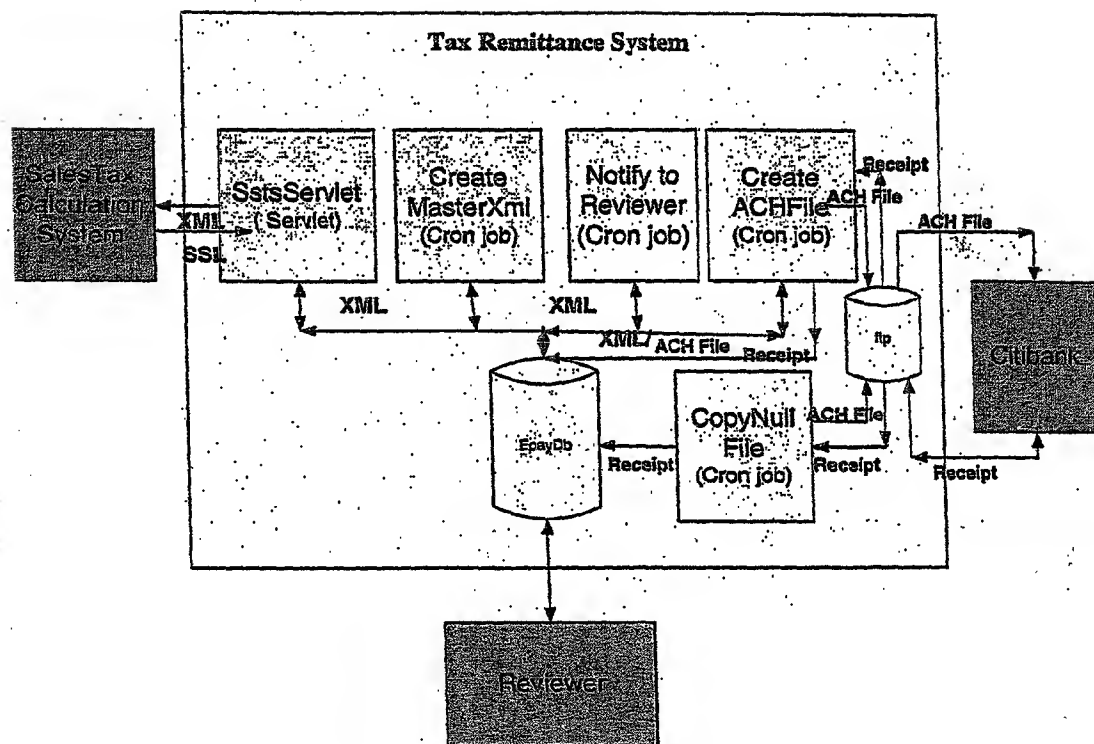 Tax Remittance System
Sales Tax
Calculation
System
XML
SSL
SstsServlet
( Servlet)
Create
MasterXml
(Cron job)
Notify to
Reviewer
(Cron job)
Create
ACHFile
(Cron job)
Receipt
ACH File
ACH File
XML
XML
XML/
ACH File
Receipt
ftp
Citibank
EpayDb
CopyNull
File
(Cron job)
ACH File
Receipt
Receipt
Receipt
Reviewer